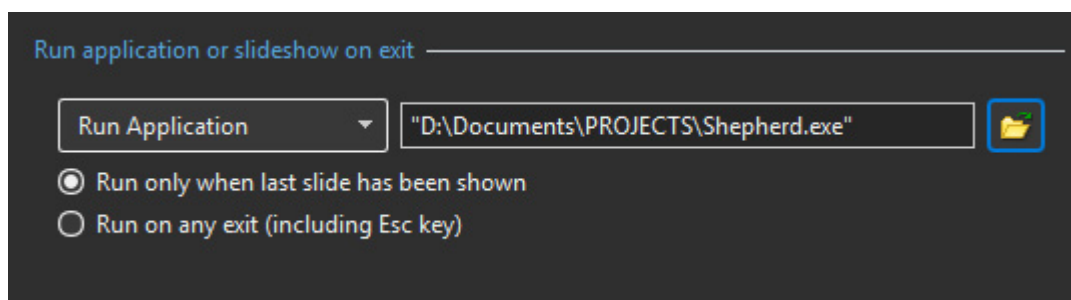 Run application or slideshow on exit
Run Application
"D:\Documents\PROJECTS\Shepherd.exe"
Run only when last slide has been shown
Run on any exit (including Esc key)